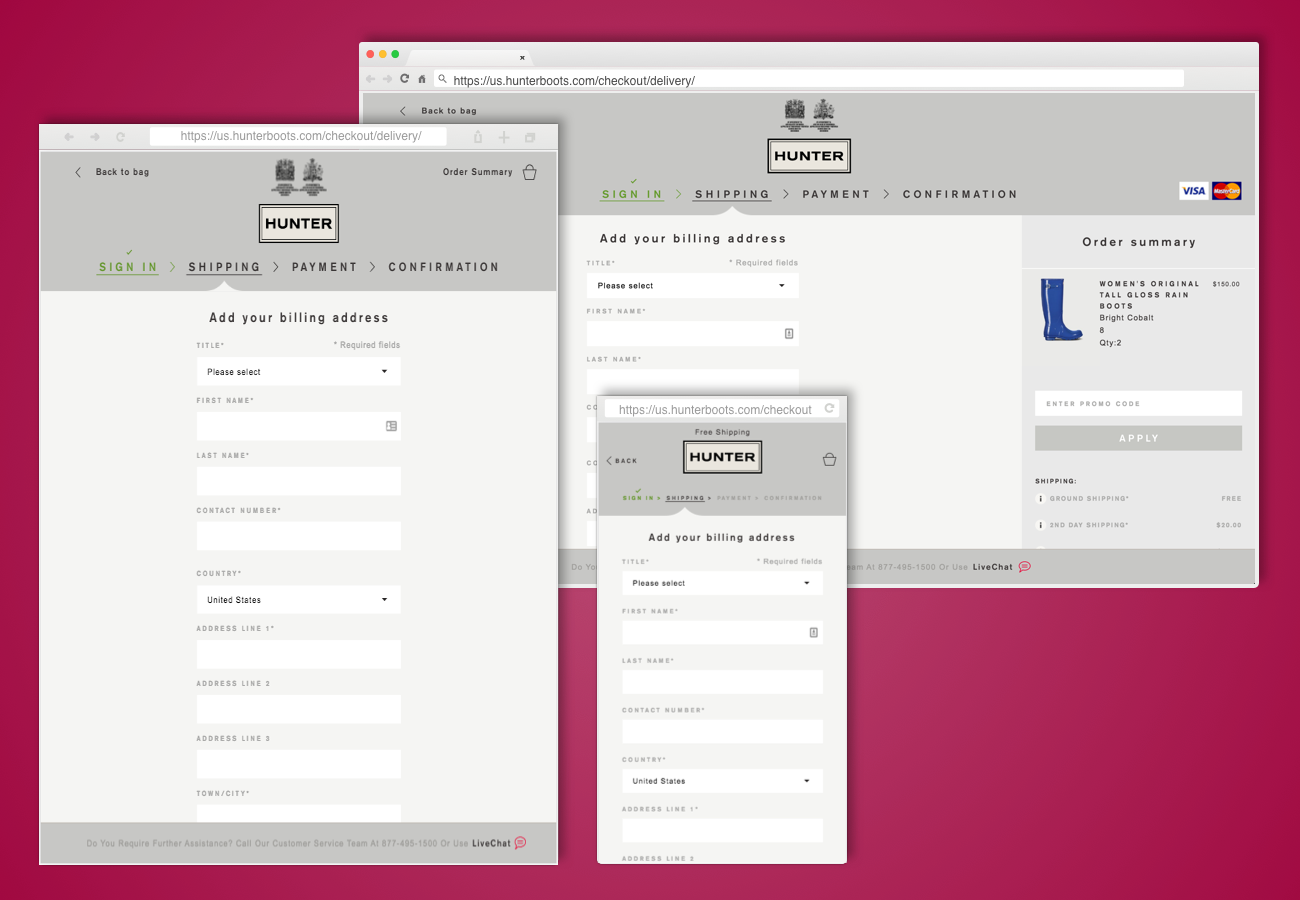 https://us.hunterboots.com/checkout/delivery/
Back to bag
HUNTER
SIGN IN > SHIPPING > PAYMENT > CONFIRMATION
VISA MasterCard
Add your billing address
TITLE* * Required fields
Please select
FIRST NAME*
LAST NAME*
CO
CO
AD
Order summary
WOMEN'S ORIGINAL $150.00
TALL GLOSS RAIN
BOOTS
Bright Cobalt
8
Qty:2
ENTER PROMO CODE
APPLY
SHIPPING:
GROUND SHIPPING* FREE
2ND DAY SHIPPING* $20.00
Do Yo
eam At 877-495-1500 Or Use LiveChat
https://us.hunterboots.com/checkout/delivery/
Back to bag
Order Summary
HUNTER
SIGN IN > SHIPPING > PAYMENT > CONFIRMATION
Add your billing address
TITLE* * Required fields
Please select
FIRST NAME*
LAST NAME*
CONTACT NUMBER*
COUNTRY*
United States
ADDRESS LINE 1*
ADDRESS LINE 2
ADDRESS LINE 3
TOWN/CITY*
Do You Require Further Assistance? Call Our Customer Service Team At 877-495-1500 Or Use LiveChat
https://us.hunterboots.com/checkout
Free Shipping
BACK
HUNTER
SIGN IN > SHIPPING > PAYMENT > CONFIRMATION
Add your billing address
TITLE* * Required fields
Please select
FIRST NAME*
LAST NAME*
CONTACT NUMBER*
COUNTRY*
United States
ADDRESS LINE 1*
ADDRESS LINE 2